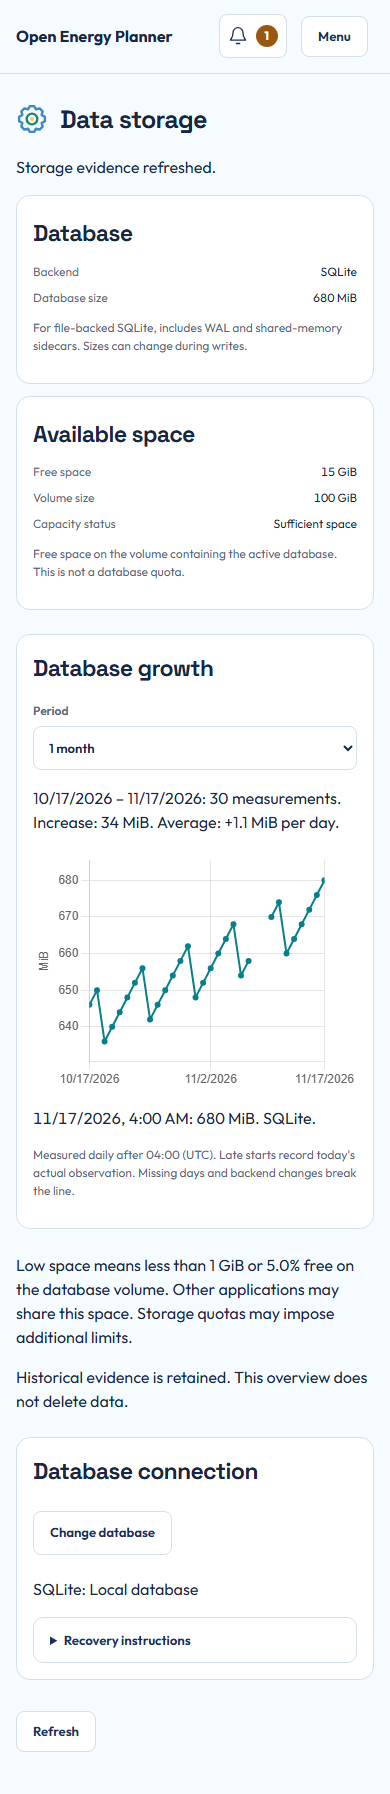 Open Energy Planner
1
Menu
Data storage
Storage evidence refreshed.
Database
Backend
SQLite
Database size
680 MiB
For file-backed SQLite, includes WAL and shared-memory
sidecars. Sizes can change during writes.
Available space
Free space
15 GiB
Volume size
100 GiB
Capacity status
Sufficient space
Free space on the volume containing the active database.
This is not a database quota.
Database growth
Period
1 month
10/17/2026 – 11/17/2026: 30 measurements.
Increase: 34 MiB. Average: +1.1 MiB per day.
680
670
660
650
640
MiB
10/17/2026
11/2/2026
11/17/2026
11/17/2026, 4:00 AM: 680 MiB. SQLite.
Measured daily after 04:00 (UTC). Late starts record today's
actual observation. Missing days and backend changes break
the line.
Low space means less than 1 GiB or 5.0% free on
the database volume. Other applications may
share this space. Storage quotas may impose
additional limits.
Historical evidence is retained. This overview does
not delete data.
Database connection
Change database
SQLite: Local database
Recovery instructions
Refresh